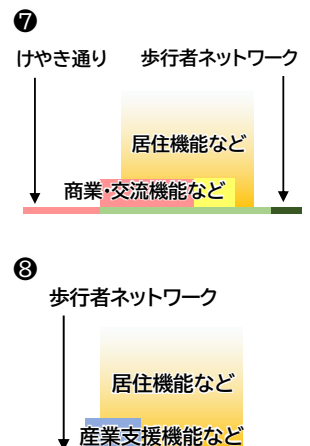 ❼
けやき通り 歩行者ネットワーク
居住機能など
商業・交流機能など
❽
歩行者ネットワーク
居住機能など
産業支援機能など